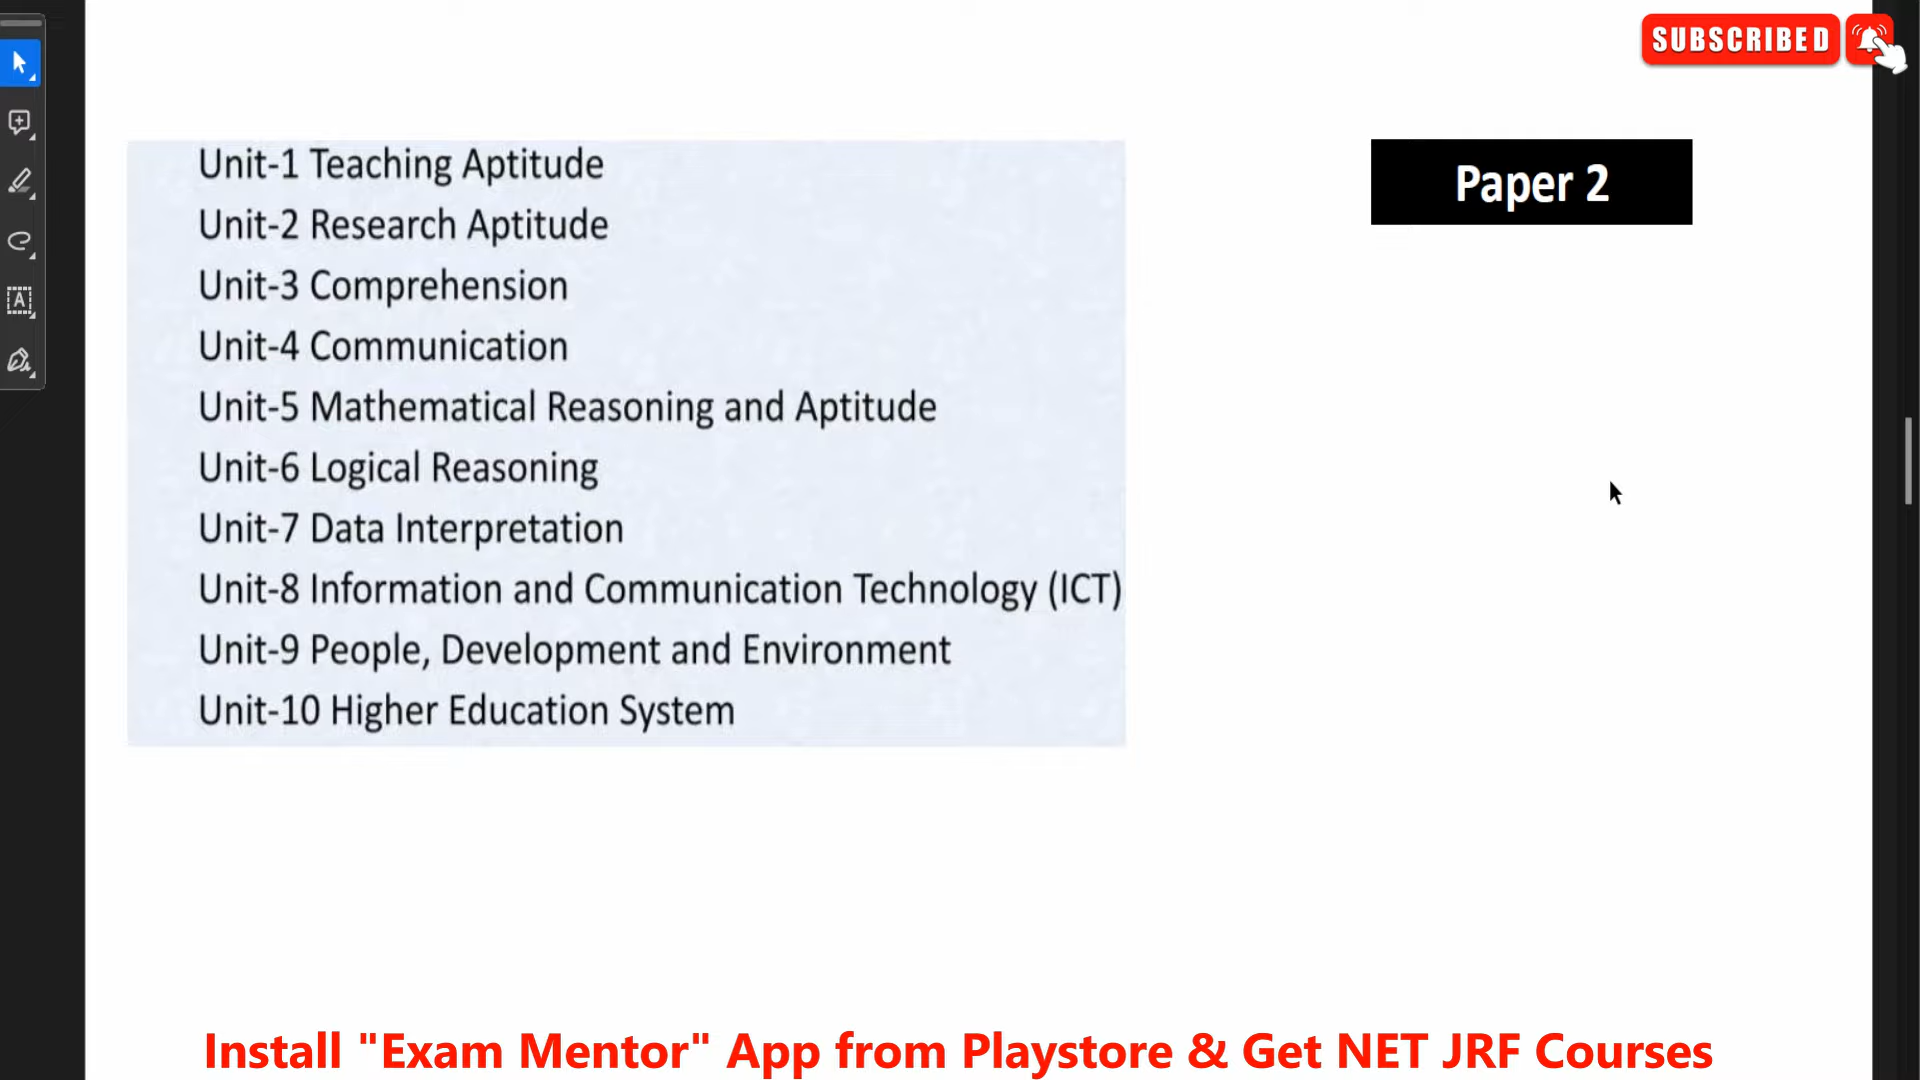 SUBSCRIBED
Unit-1 Teaching Aptitude
Paper 2
Unit-2 Research Aptitude
Unit-3 Comprehension
Unit-4 Communication
Unit-5 Mathematical Reasoning and Aptitude
Unit-6 Logical Reasoning
Unit-7 Data Interpretation
Unit-8 Information and Communication Technology (ICT)
Unit-9 People, Development and Environment
Unit-10 Higher Education System
Install "Exam Mentor" App from Playstore & Get NET JRF Courses